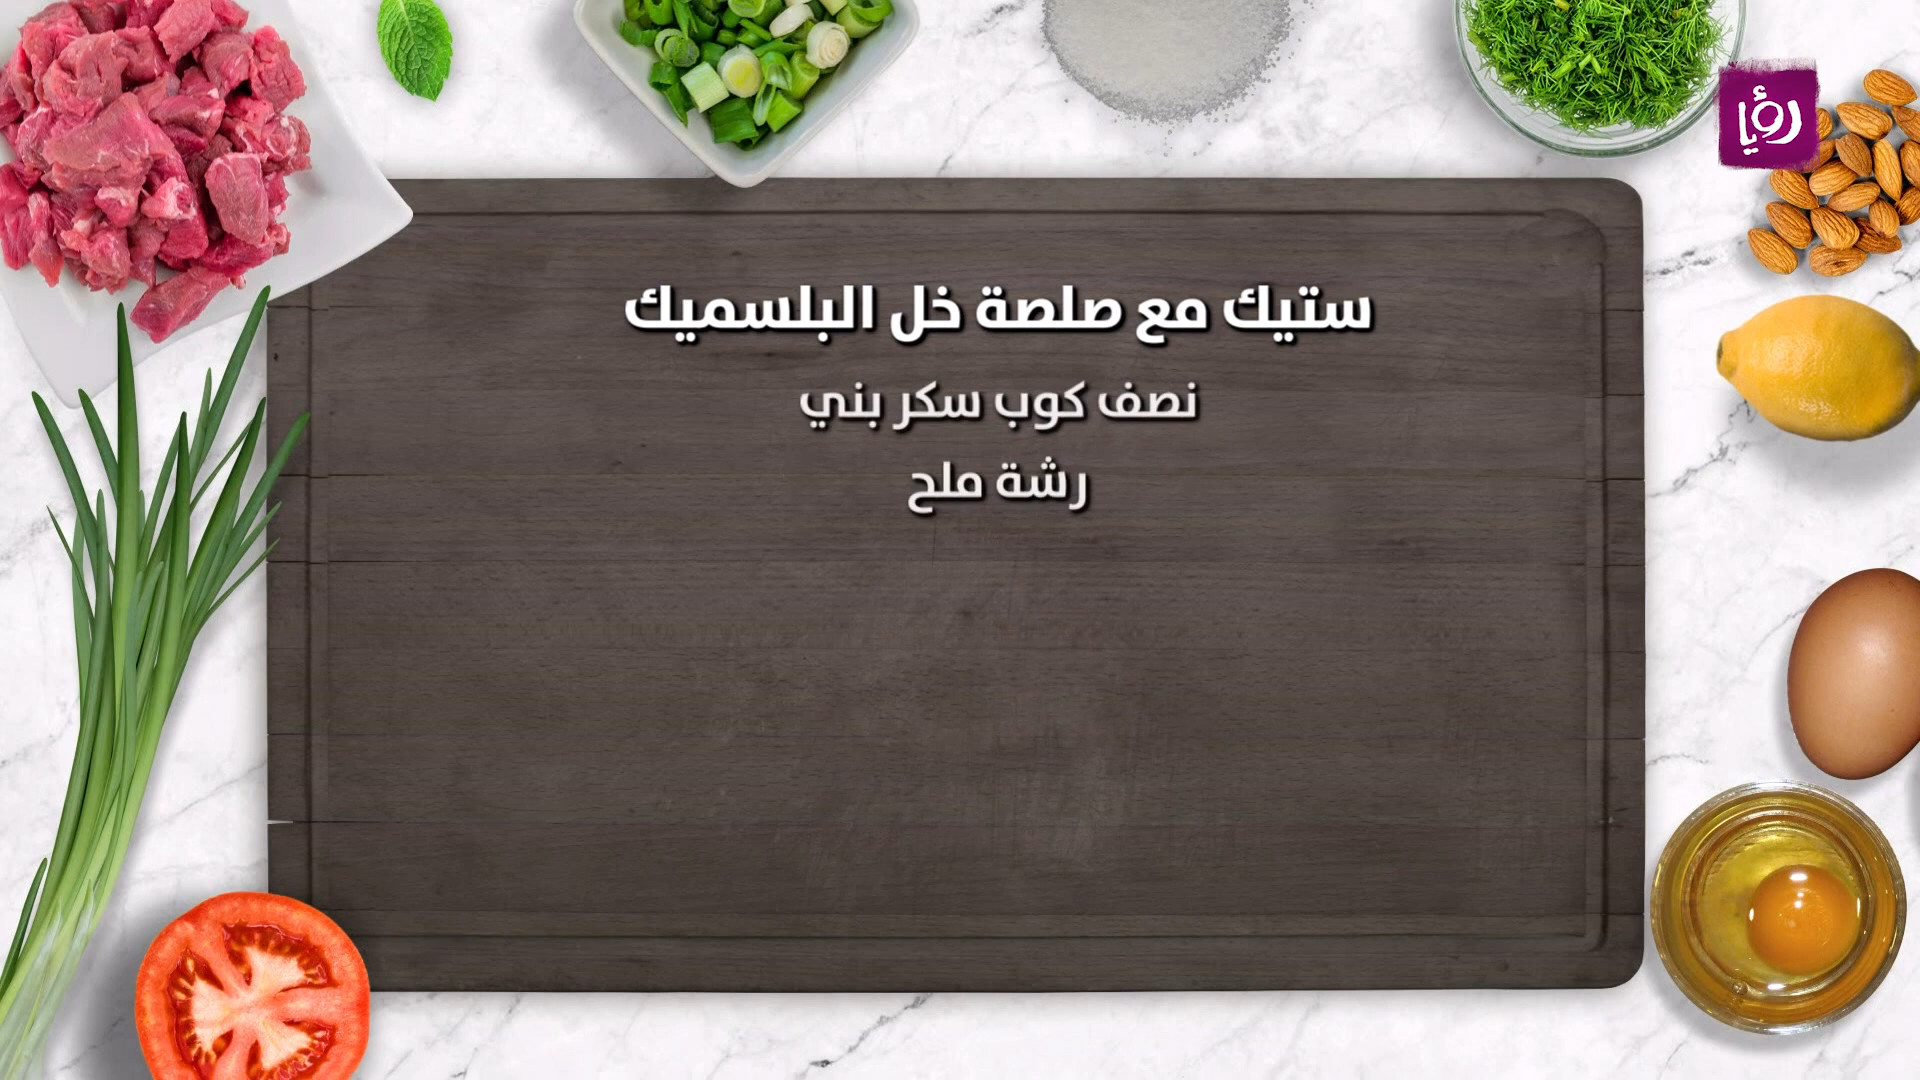 رؤيا
ستيك مع صلصة خل البلسميك
نصف كوب سكر بني
رشة ملح